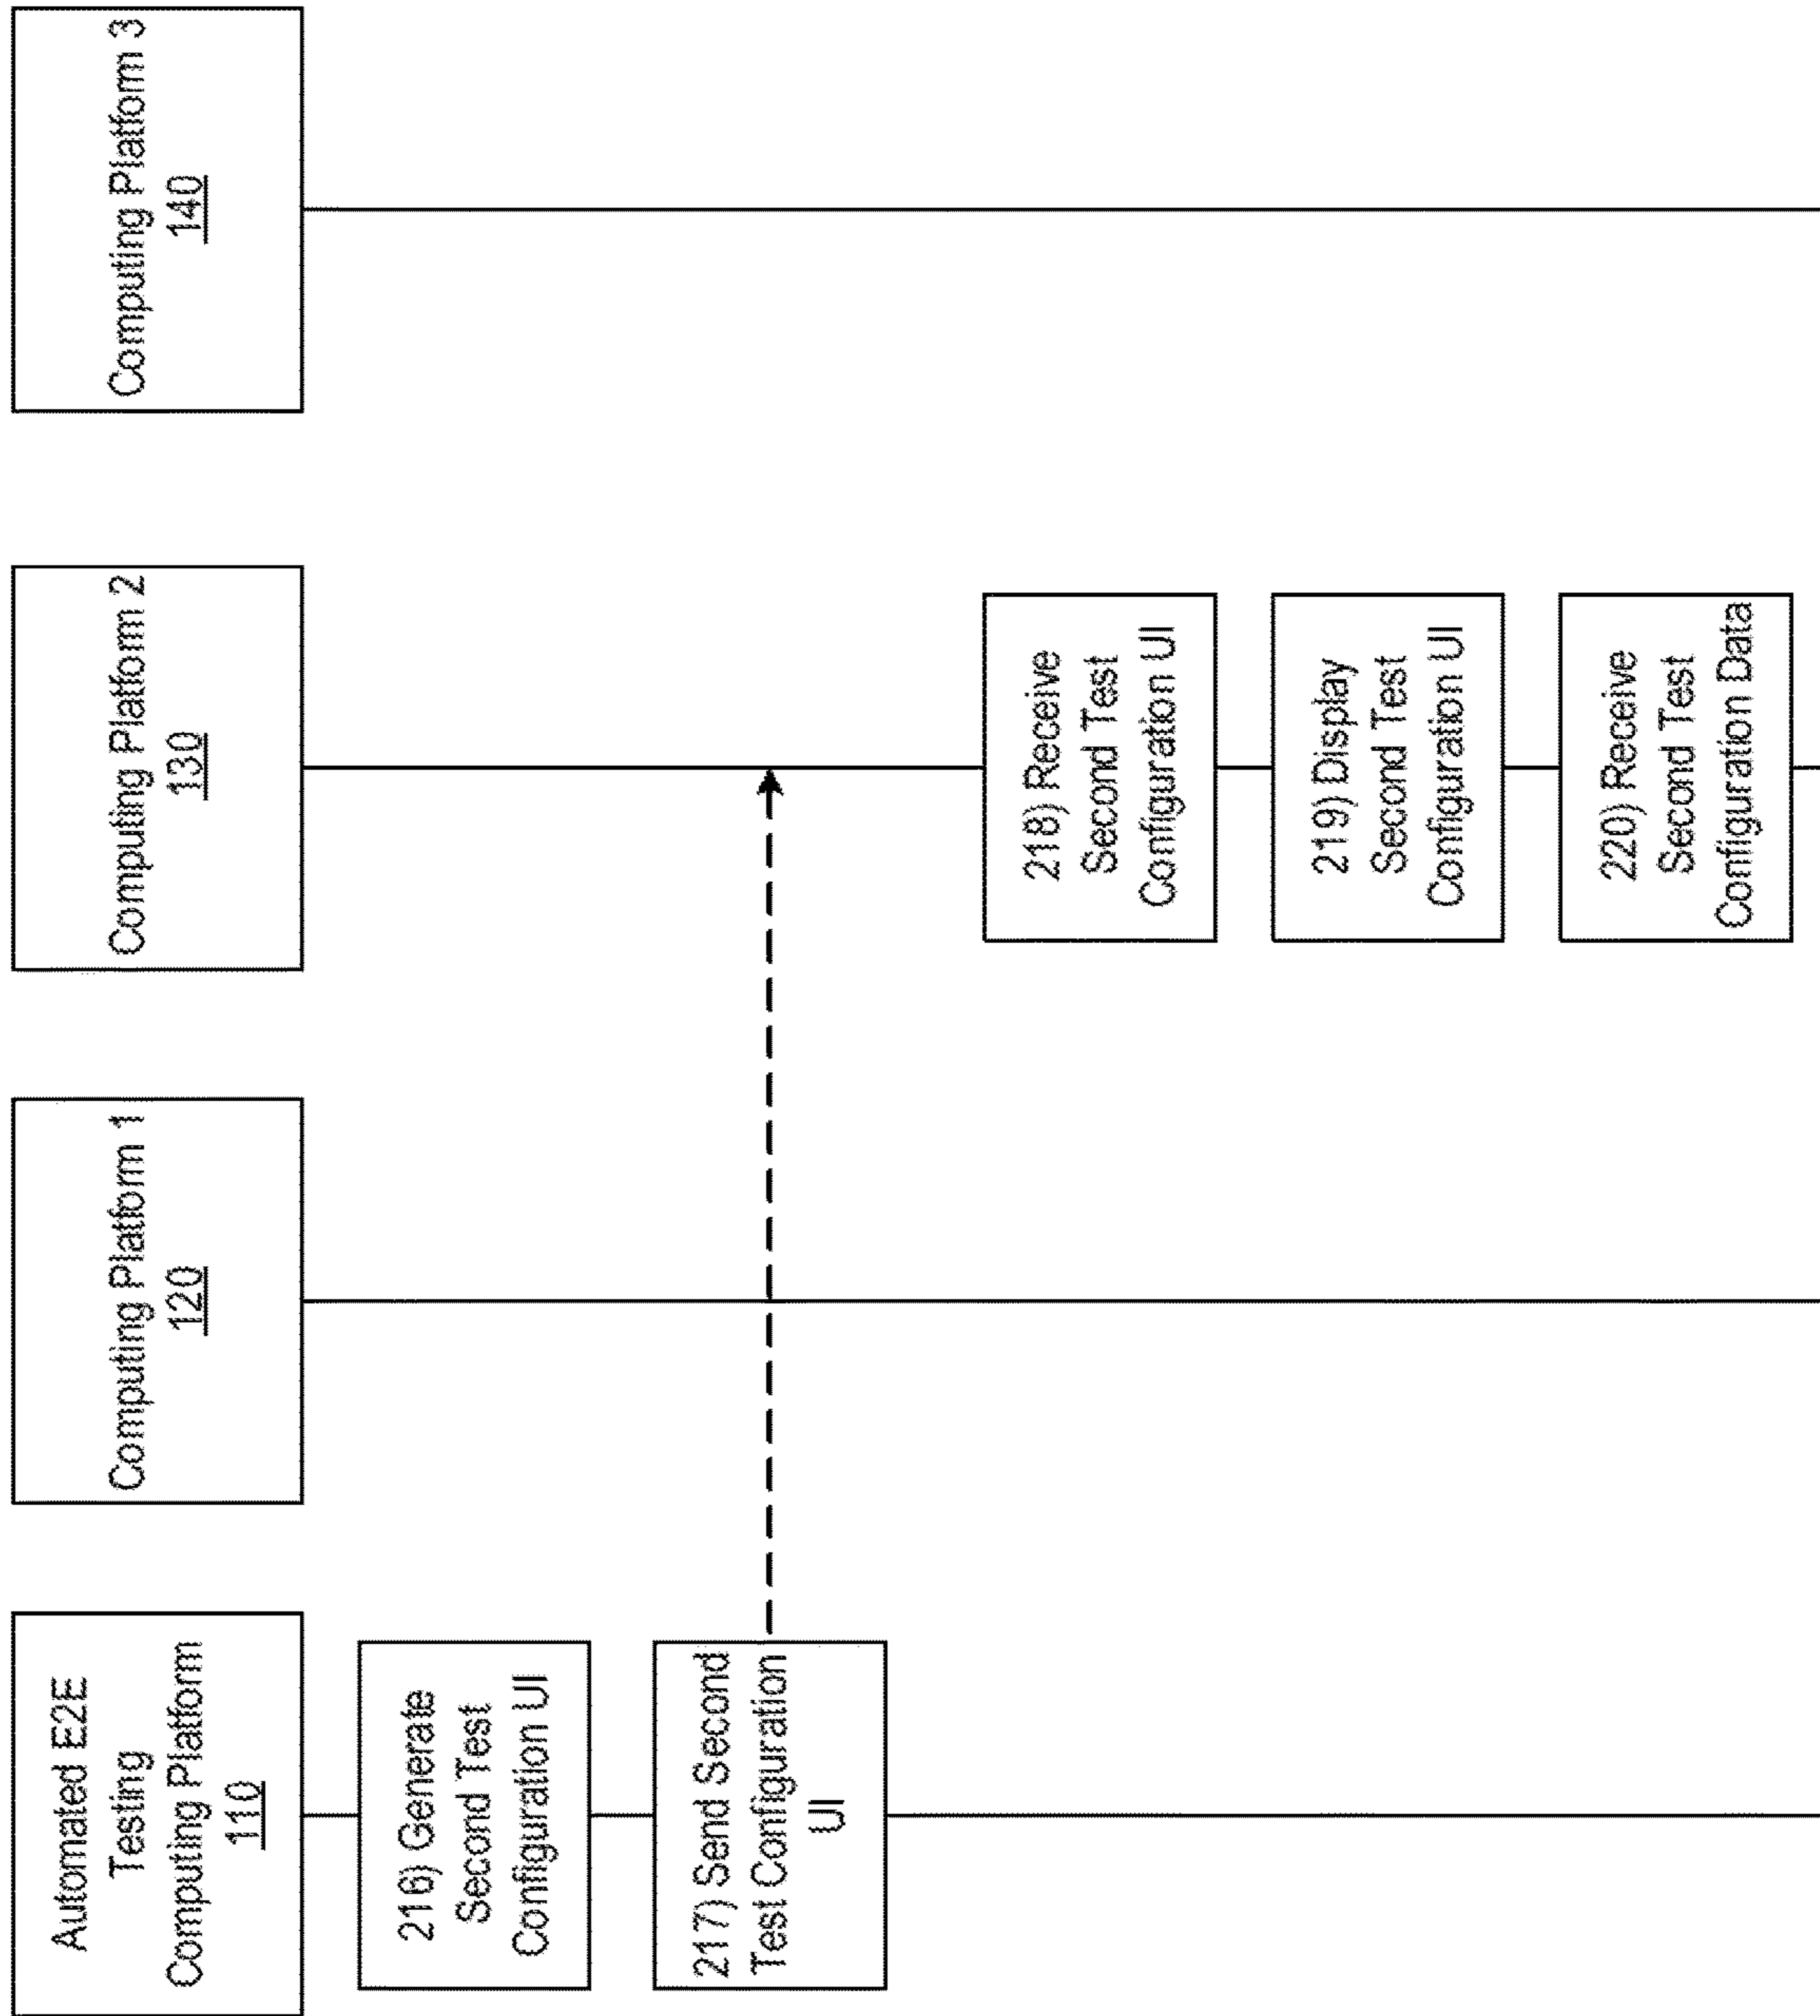 Automated E2E
Testing
Computing Platform
110
Computing Platform 1
120
Computing Platform 2
130
Computing Platform 3
140
216) Generate
Second Test
Configuration UI
217) Send Second
Test Configuration
UI
218) Receive
Second Test
Configuration UI
219) Display
Second Test
Configuration UI
220) Receive
Second Test
Configuration Data